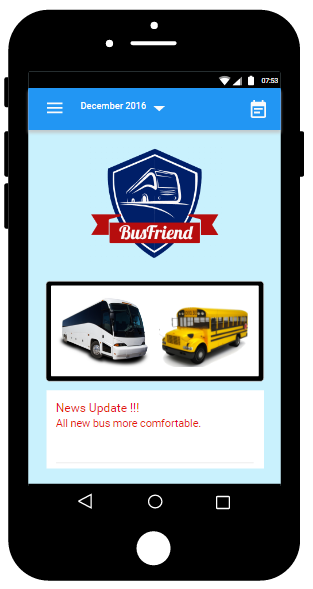 07:53
December 2016
BusFriend
News Update !!!
All new bus more comfortable.